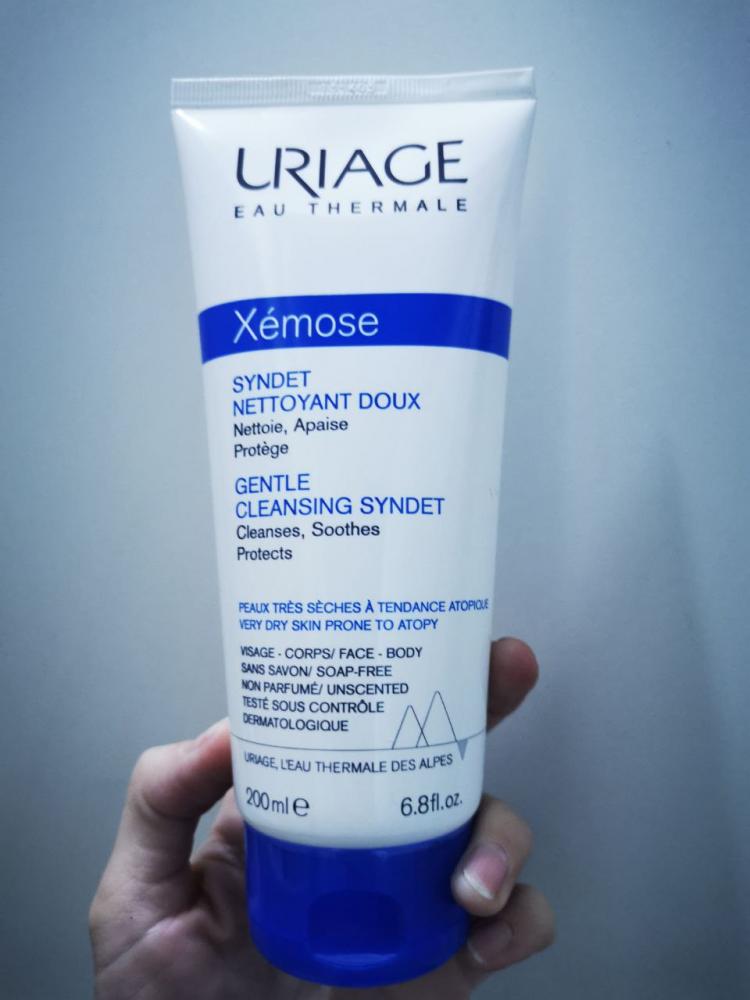 URIAGE
EAU THERMALE
Xémose
SYNDET
NETTOYANT DOUX
Nettoie, Apaise
Protège
GENTLE
CLEANSING SYNDET
Cleanses, Soothes
Protects
PEAUX TRÈS SÈCHES À TENDANCE ATOPIQUE
VERY DRY SKIN PRONE TO ATOPY
VISAGE - CORPS/ FACE - BODY
SANS SAVON/ SOAP-FREE
NON PARFUMÉ/ UNSCENTED
TESTÉ SOUS CONTRÔLE
DERMATOLOGIQUE
URIAGE, L'EAU THERMALE DES ALPES
200ml℮ 6.8fl.oz.